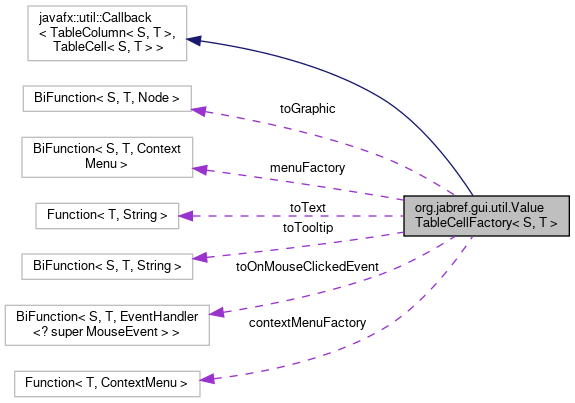 javafx::util::Callback
< TableColumn< S, T >,
TableCell< S, T > >
BiFunction< S, T, Node >
toGraphic
BiFunction< S, T, Context
Menu >
menuFactory
org.jabref.gui.util.Value
TableCellFactory< S, T >
Function< T, String >
toText
toTooltip
BiFunction< S, T, String >
toOnMouseClickedEvent
BiFunction< S, T, EventHandler
<? super MouseEvent > >
contextMenuFactory
Function< T, ContextMenu >